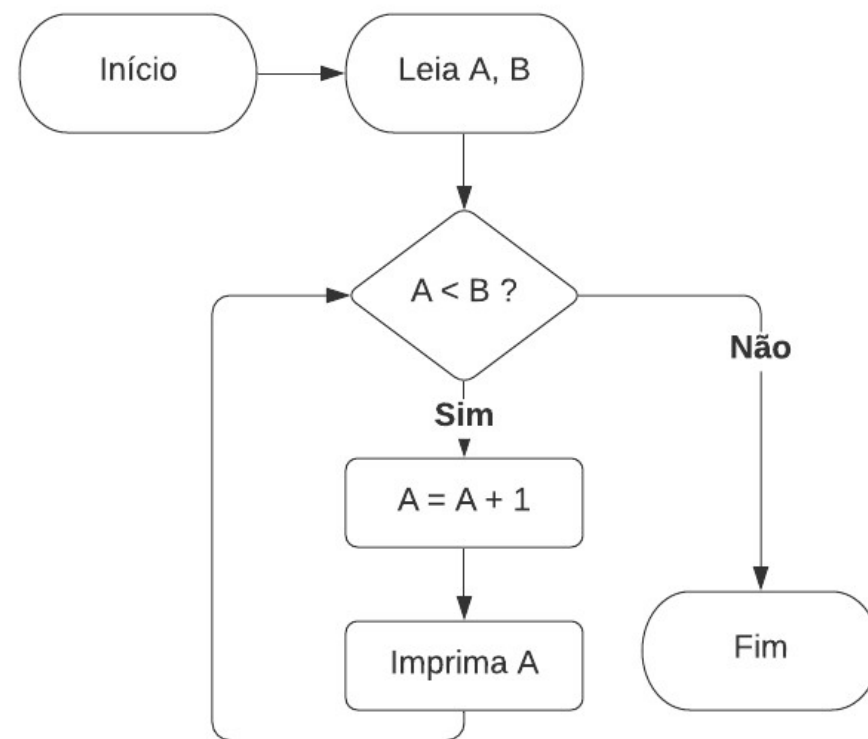 Início
Leia A, B
A < B ?
Não
Sim
A = A + 1
Imprima A
Fim